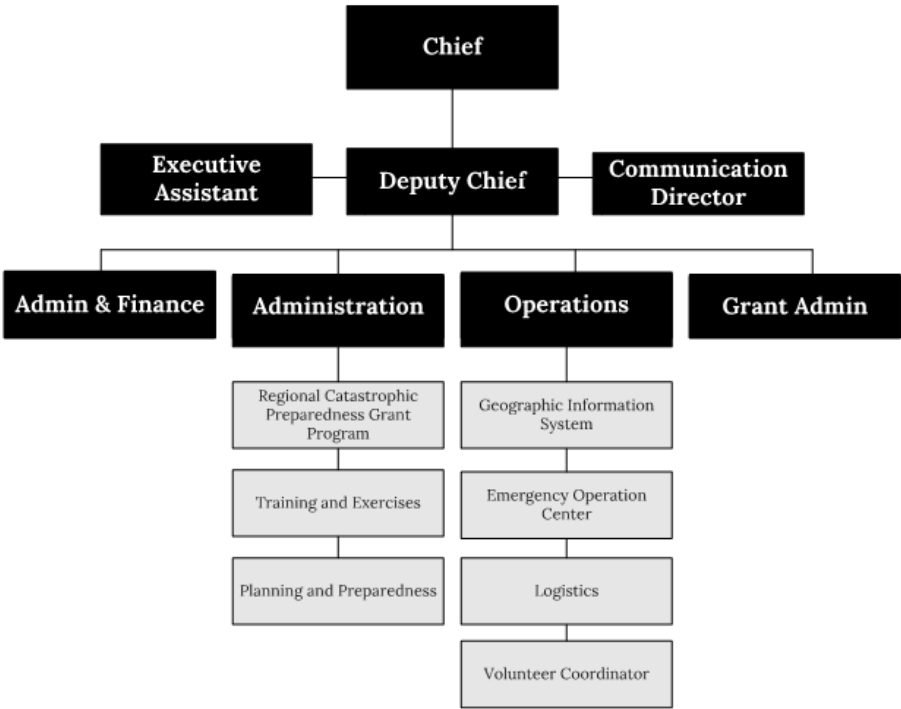 Chief
Executive
Assistant
Deputy Chief
Communication
Director
Admin & Finance
Administration
Operations
Grant Admin
Regional Catastrophic
Preparedness Grant
Program
Training and Exercises
Planning and Preparedness
Geographic Information
System
Emergency Operation
Center
Logistics
Volunteer Coordinator